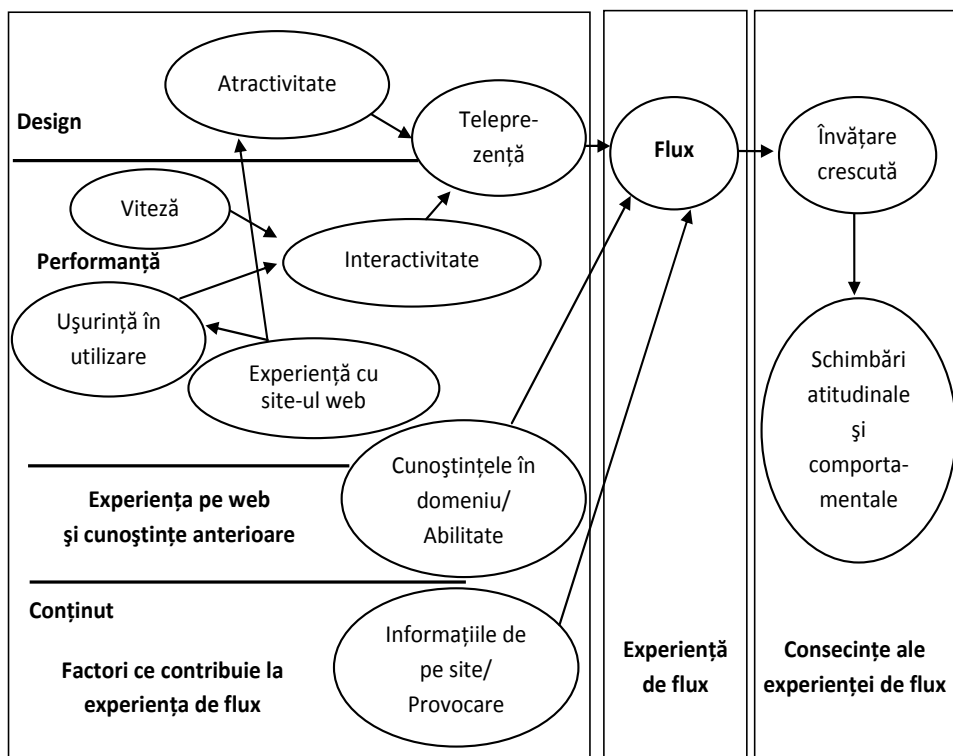 Atractivitate
Design
Telepre-
zență
Flux
Învățare
crescută
Viteză
Performanță
Interactivitate
Uşurință în
utilizare
Experiență cu
site-ul web
Schimbări
atitudinale
şi
comporta-
mentale
Cunoştințele în
domeniu/
Abilitate
Experiența pe web
şi cunoştințe anterioare
Conținut
Informațiile de
pe site/
Provocare
Factori ce contribuie la
experiența de flux
Experiență
de flux
Consecințe ale
experienței de flux